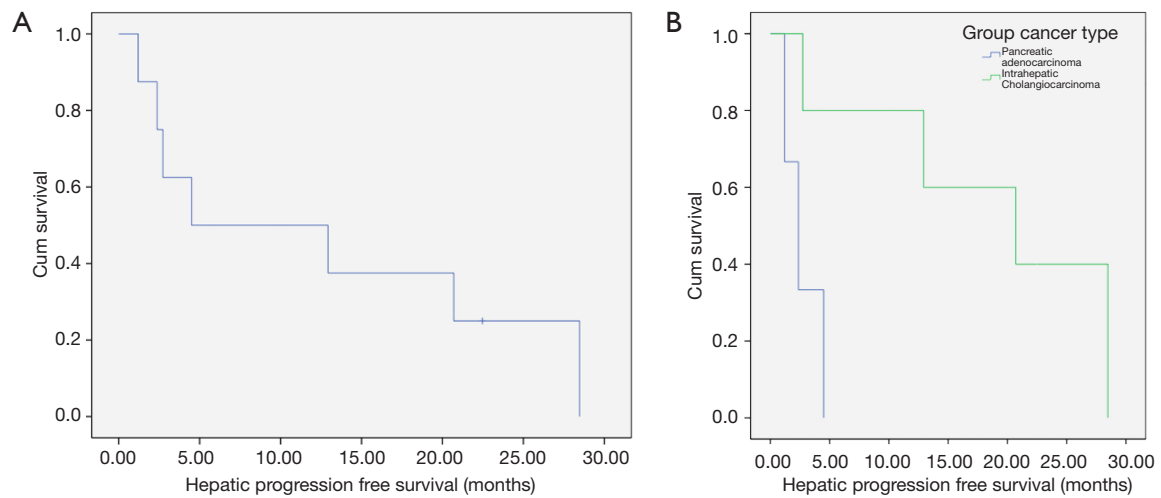 A
1.0
0.8
0.6
0.4
0.2
0.0
Cum survival
0.00 5.00 10.00 15.00 20.00 25.00 30.00
Hepatic progression free survival (months)
B
Group cancer type
Pancreatic
adenocarcinoma
Intrahepatic
Cholangiocarcinoma
1.0
0.8
0.6
0.4
0.2
0.0
Cum survival
0.00 5.00 10.00 15.00 20.00 25.00 30.00
Hepatic progression free survival (months)